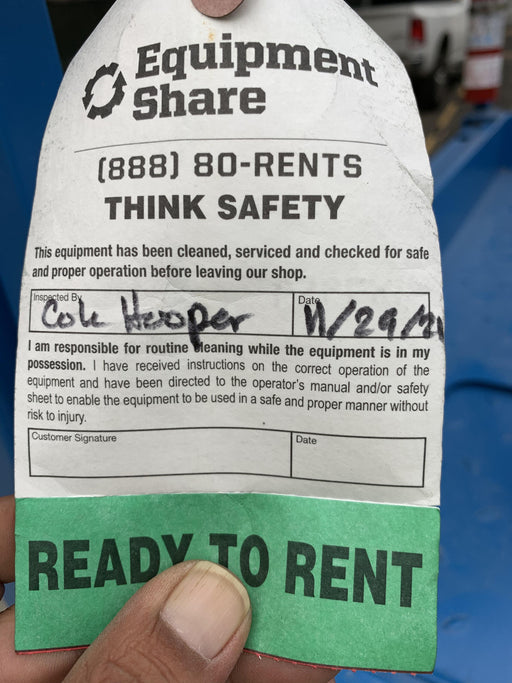 Equipment
Share
(888) 80-RENTS
THINK SAFETY
This equipment has been cleaned, serviced and checked for safe
and proper operation before leaving our shop.
Inspected By
Date
Cole Hooper 11/29/21
I am responsible for routine cleaning while the equipment is in my
possession. I have received instructions on the correct operation of the
equipment and have been directed to the operator's manual and/or safety
sheet to enable the equipment to be used in a safe and proper manner without
risk to injury.
Customer Signature
Date
READY TO RENT